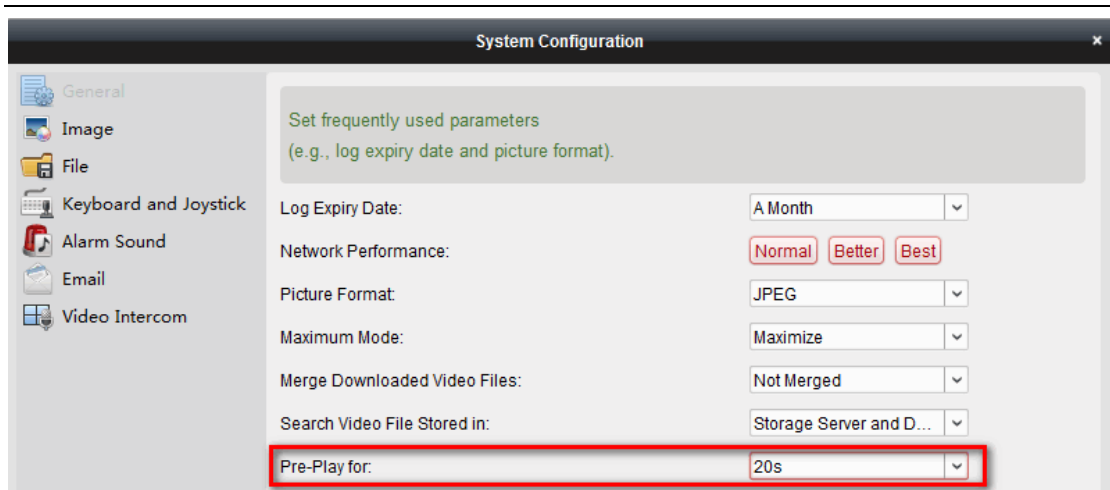 System Configuration
General
Image
File
Keyboard and Joystick
Alarm Sound
Email
Video Intercom
Set frequently used parameters
(e.g., log expiry date and picture format).
Log Expiry Date: A Month
Network Performance: Normal Better Best
Picture Format: JPEG
Maximum Mode: Maximize
Merge Downloaded Video Files: Not Merged
Search Video File Stored in: Storage Server and D...
Pre-Play for: 20s